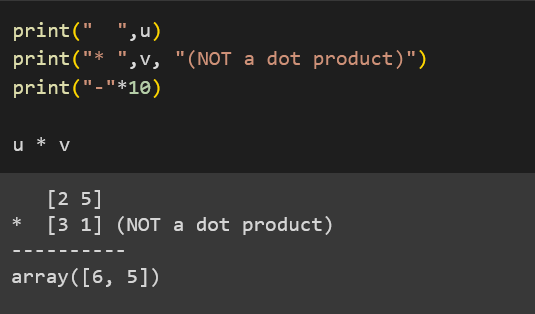 print("  ",u)
print("* ",v, "(NOT a dot product)")
print("-"*10)
u * v
   [2 5]
*  [3 1] (NOT a dot product)
----------
array([6, 5])